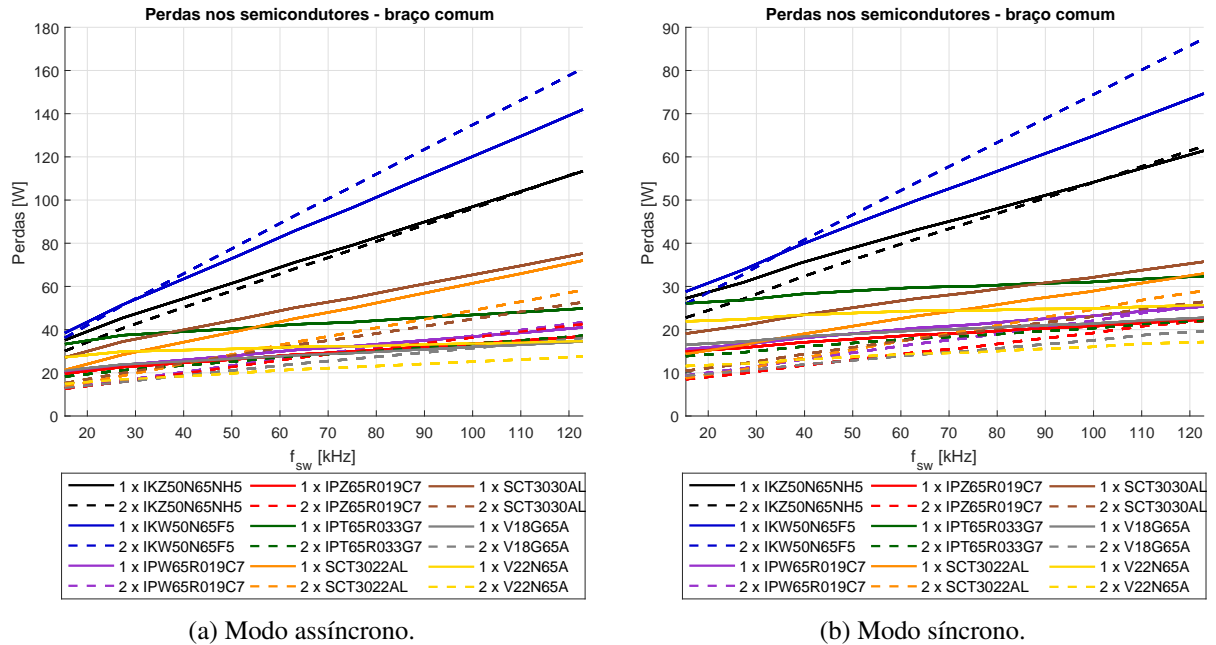 Perdas nos semicondutores - braço comum
180
160
140
120
100
80
60
40
20
0
Perdas [W]
20 30 40 50 60 70 80 90 100 110 120
f_sw [kHz]
1 x IKZ50N65NH5 1 x IPZ65R019C7 1 x SCT3030AL
2 x IKZ50N65NH5 2 x IPZ65R019C7 2 x SCT3030AL
1 x IKW50N65F5 1 x IPT65R033G7 1 x V18G65A
2 x IKW50N65F5 2 x IPT65R033G7 2 x V18G65A
1 x IPW65R019C7 1 x SCT3022AL 1 x V22N65A
2 x IPW65R019C7 2 x SCT3022AL 2 x V22N65A
(a) Modo assíncrono.
Perdas nos semicondutores - braço comum
90
80
70
60
50
40
30
20
10
0
Perdas [W]
20 30 40 50 60 70 80 90 100 110 120
f_sw [kHz]
1 x IKZ50N65NH5 1 x IPZ65R019C7 1 x SCT3030AL
2 x IKZ50N65NH5 2 x IPZ65R019C7 2 x SCT3030AL
1 x IKW50N65F5 1 x IPT65R033G7 1 x V18G65A
2 x IKW50N65F5 2 x IPT65R033G7 2 x V18G65A
1 x IPW65R019C7 1 x SCT3022AL 1 x V22N65A
2 x IPW65R019C7 2 x SCT3022AL 2 x V22N65A
(b) Modo síncrono.